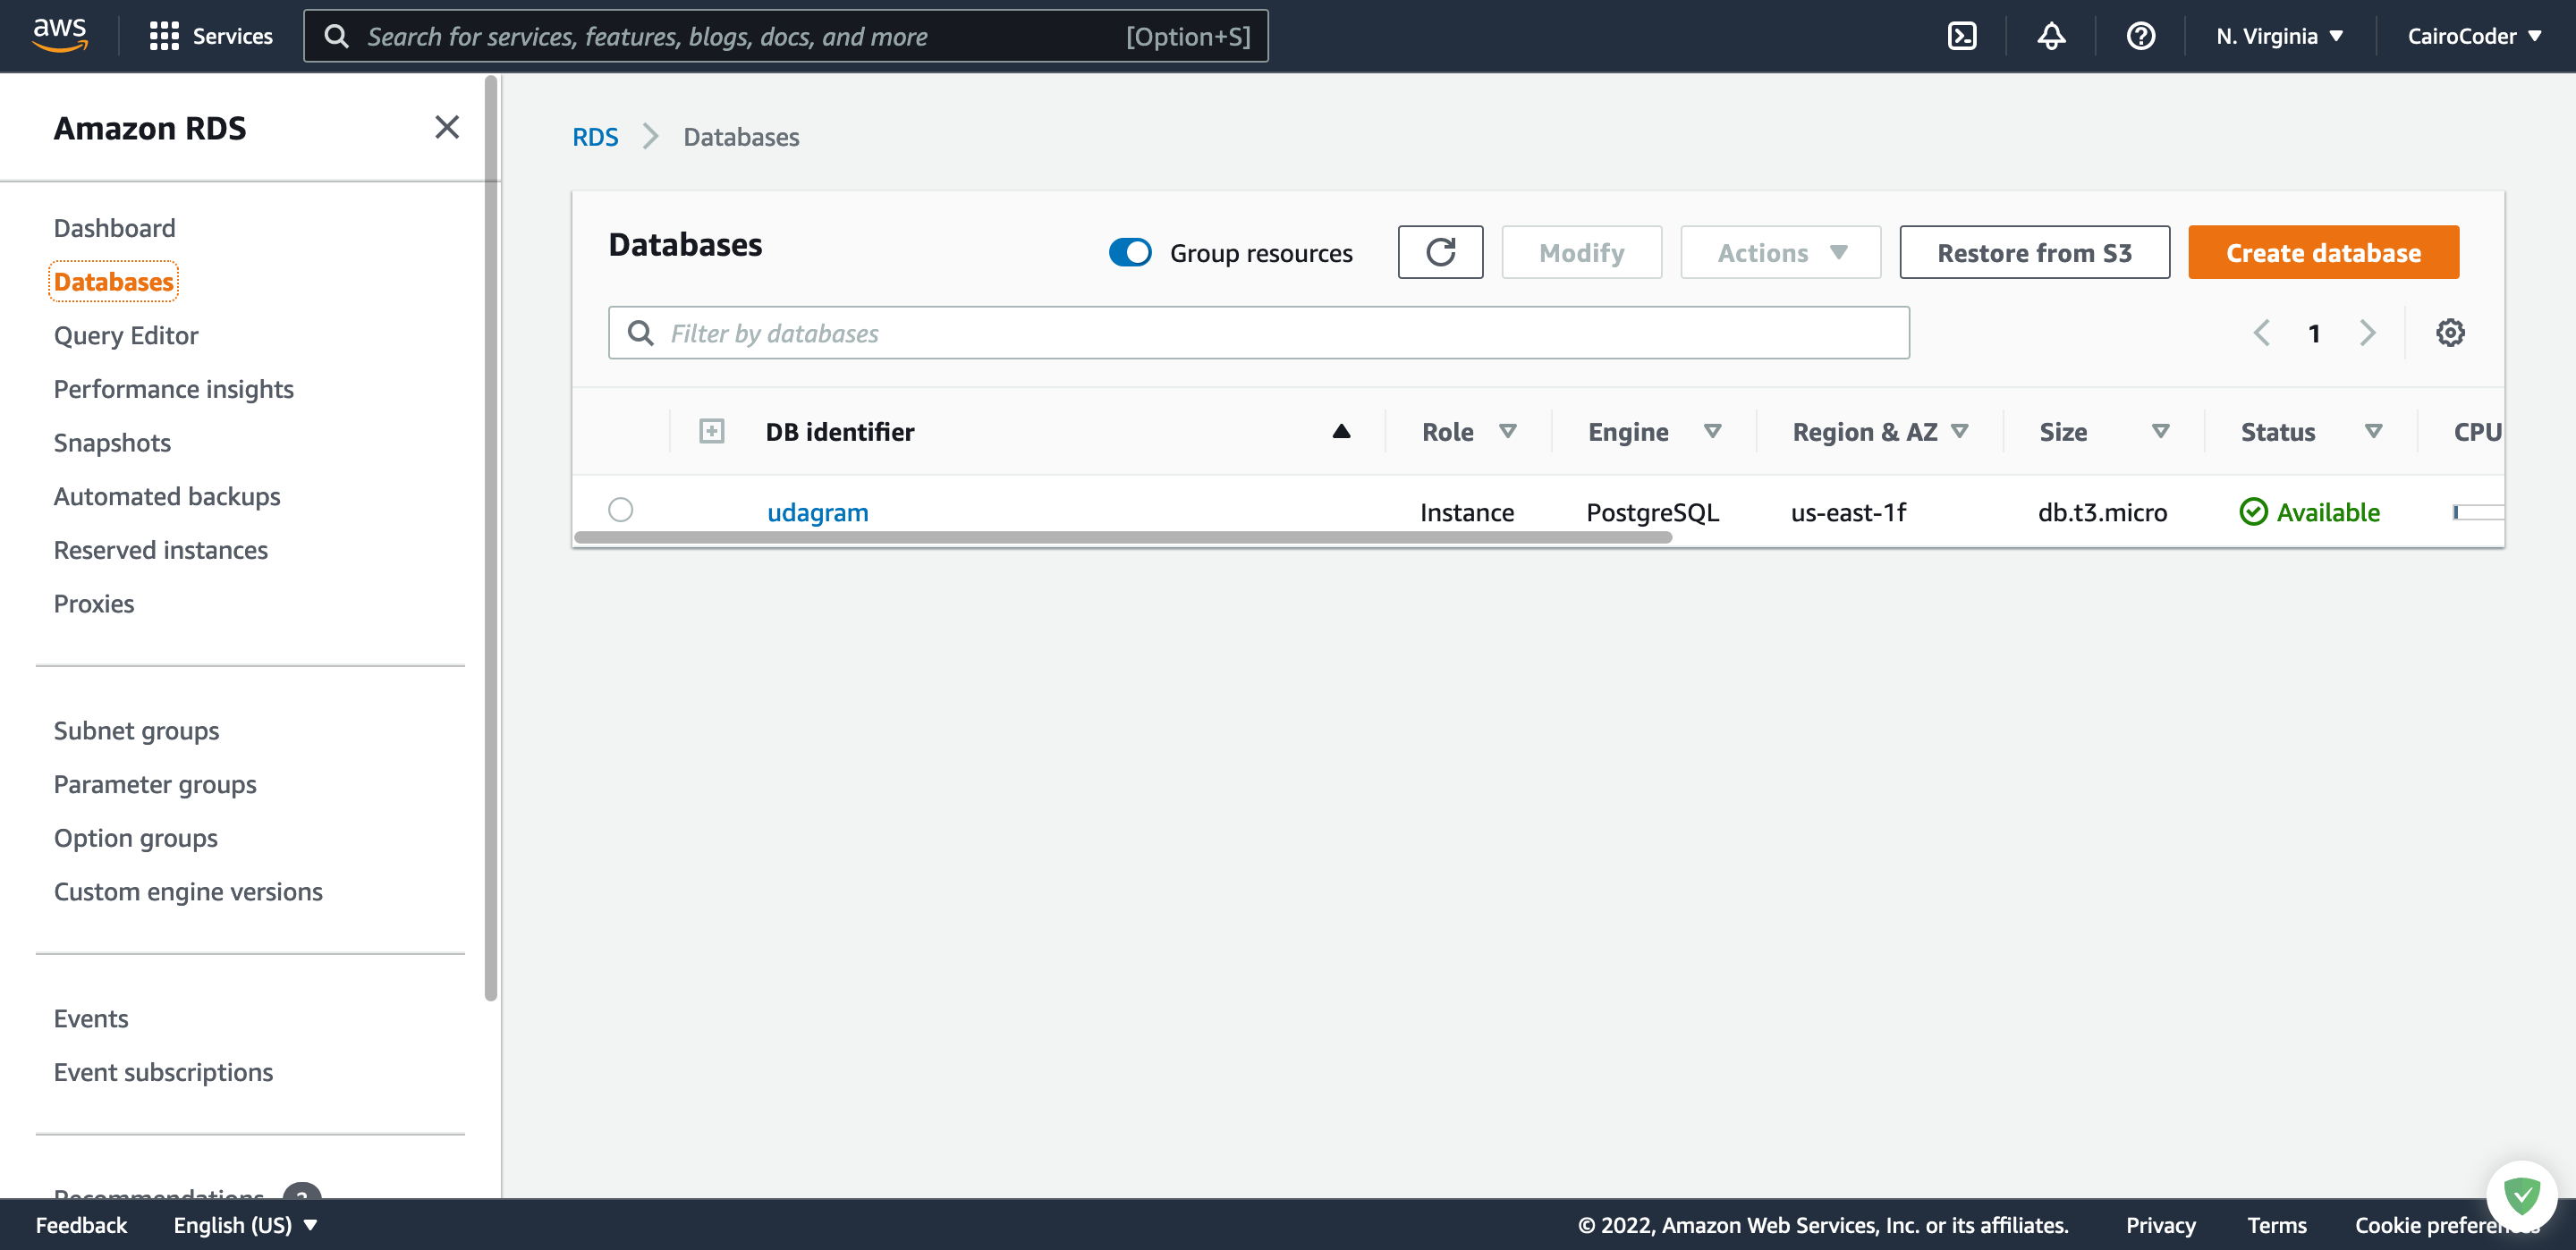 aws Services Search for services, features, blogs, docs, and more [Option+S] N. Virginia CairoCoder
Amazon RDS
Dashboard
Databases
Query Editor
Performance insights
Snapshots
Automated backups
Reserved instances
Proxies
Subnet groups
Parameter groups
Option groups
Custom engine versions
Events
Event subscriptions
Recommendations
RDS Databases
Databases Group resources Modify Actions Restore from S3 Create database
Filter by databases 1
DB identifier Role Engine Region & AZ Size Status CPU
udagram Instance PostgreSQL us-east-1f db.t3.micro Available
Feedback English (US) © 2022, Amazon Web Services, Inc. or its affiliates. Privacy Terms Cookie